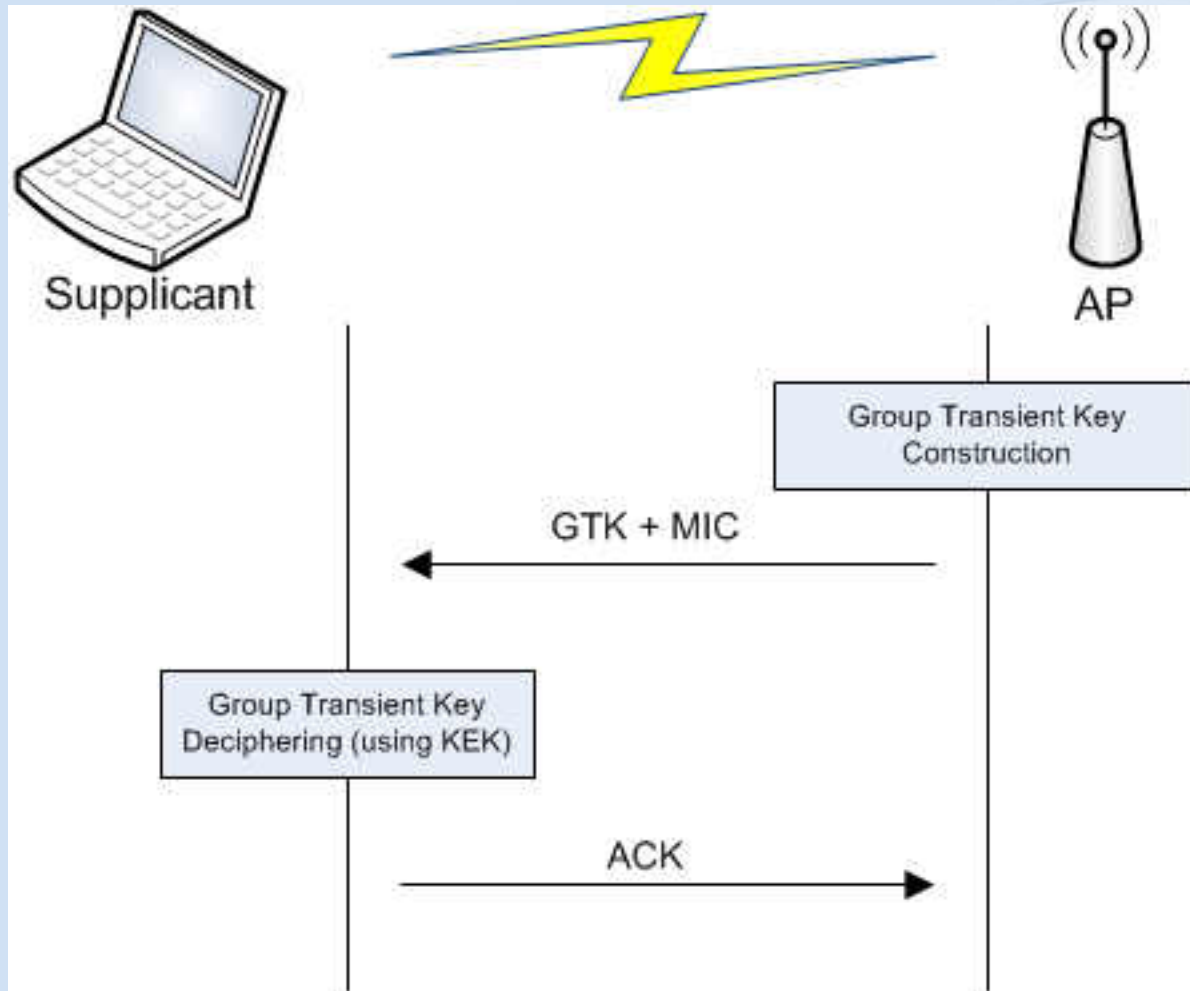 Supplicant
AP
Group Transient Key
Construction
GTK + MIC
Group Transient Key
Deciphering (using KEK)
ACK